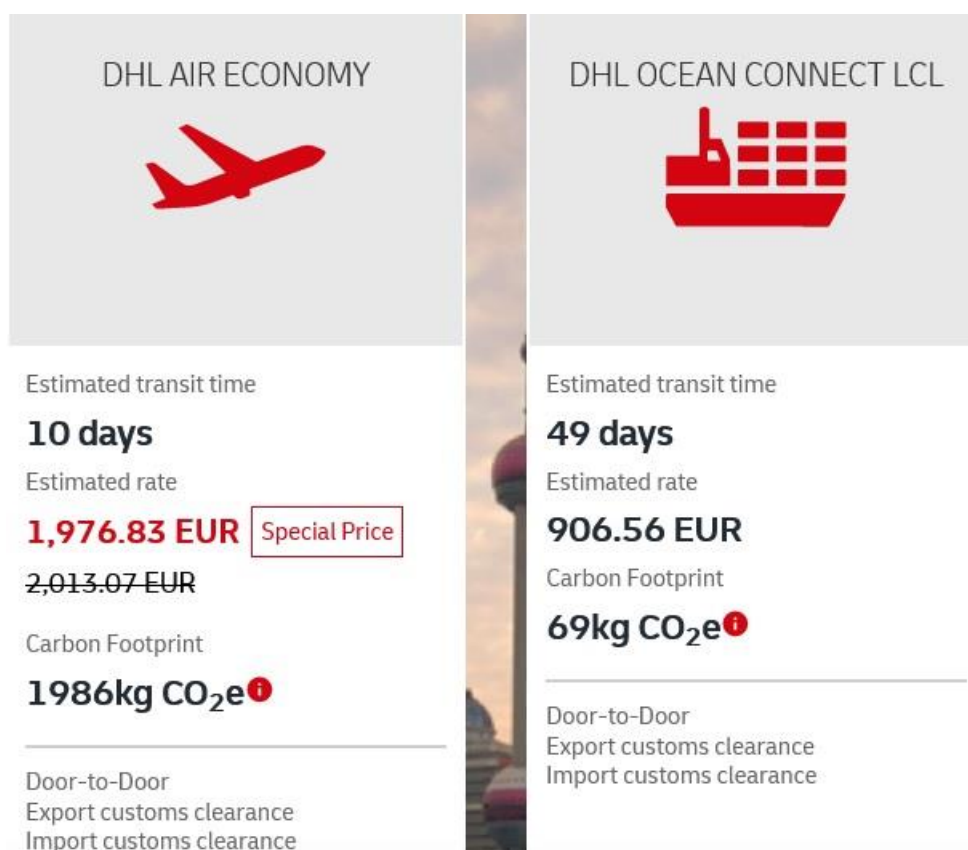 DHL AIR ECONOMY
Estimated transit time
10 days
Estimated rate
1,976.83 EUR Special Price
2,013.07 EUR
Carbon Footprint
1986kg CO₂e
Door-to-Door
Export customs clearance
Import customs clearance
DHL OCEAN CONNECT LCL
Estimated transit time
49 days
Estimated rate
906.56 EUR
Carbon Footprint
69kg CO₂e
Door-to-Door
Export customs clearance
Import customs clearance